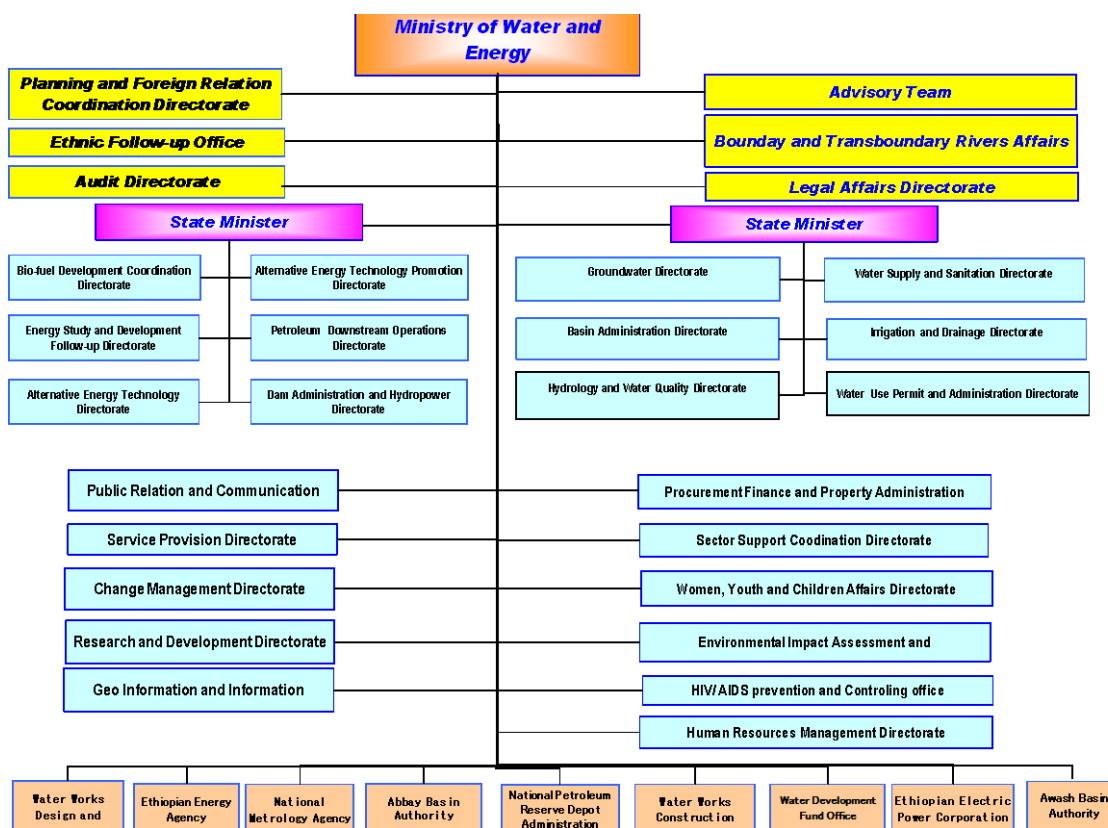 Ministry of Water and
Energy
Planning and Foreign Relation
Coordination Directorate
Advisory Team
Ethnic Follow-up Office
Bounday and Transboundary Rivers Affairs
Audit Directorate
Legal Affairs Directorate
State Minister
State Minister
Bio-fuel Development Coordination
Directorate
Alternative Energy Technology Promotion
Directorate
Energy Study and Development
Follow-up Directorate
Petroleum Downstream Operations
Directorate
Alternative Energy Technology
Directorate
Dam Administration and Hydropower
Directorate
Groundwater Directorate
Water Supply and Sanitation Directorate
Basin Administration Directorate
Irrigation and Drainage Directorate
Hydrology and Water Quality Directorate
Water Use Permit and Administration Directorate
Public Relation and Communication
Procurement Finance and Property Administration
Service Provision Directorate
Sector Support Coodination Directorate
Change Management Directorate
Women, Youth and Children Affairs Directorate
Research and Development Directorate
Environmental Impact Assessment and
Geo Information and Information
HIV/AIDS prevention and Controling office
Human Resources Management Directorate
Water Works
Design and
Ethiopian Energy
Agency
National
Metrology Agency
Abbay Basin
Authority
National Petroleum
Reserve Depot
Administration
Water Works
Construction
Water Development
Fund Office
Ethiopian Electric
Power Corporation
Awash Basin
Authority